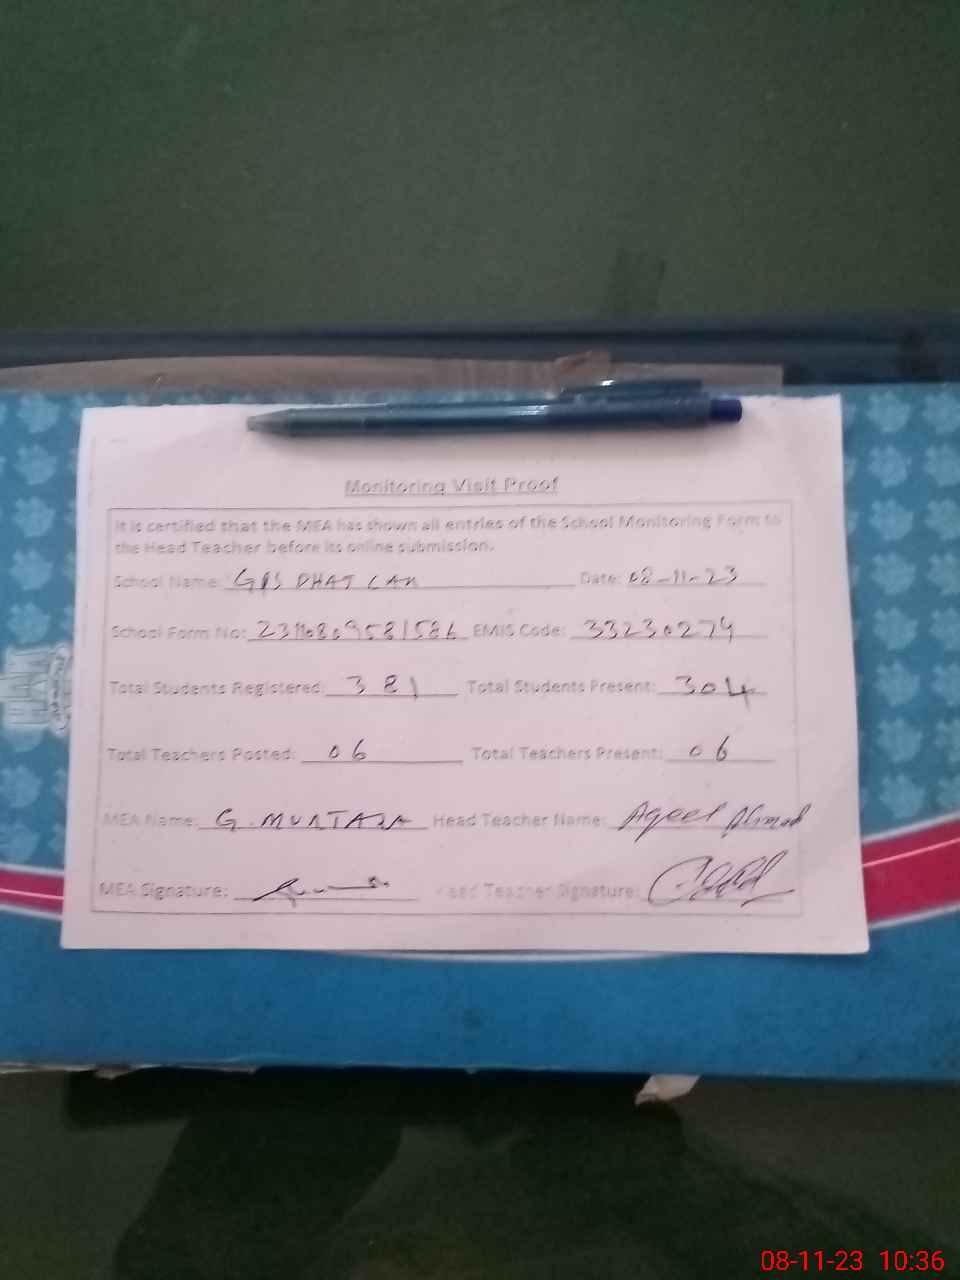 Monitoring Visit Proof
It is certified that the MEA has shown all entries of the School Monitoring Form to
the Head Teacher before its online submission.
School Name: GPS DHAT LAK Date: 08-11-23
School Form No: EMIS Code: 33230274
Total Students Registered: 381 Total Students Present: 304
Total Teachers Posted: 06 Total Teachers Present: 06
MEA Name: G. MURTAZA Head Teacher Name: Aqeel Ahmad
MEA Signature: Head Teacher Signature:
08-11-23 10:36